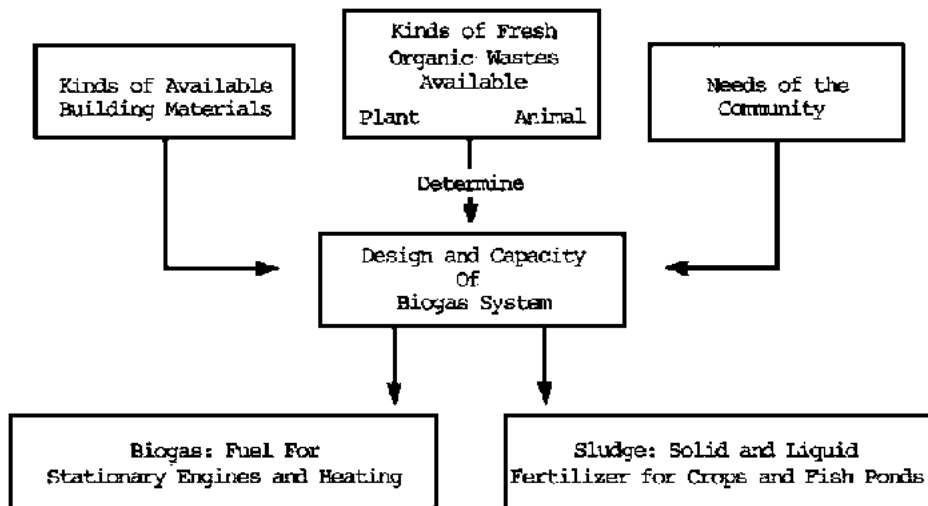 Kinds of Available
Building Materials
Kinds of Fresh
Organic Wastes
Available
Plant Animal
Needs of the
Community
Determine
Design and Capacity
Of
Biogas System
Biogas: Fuel For
Stationary Engines and Heating
Sludge: Solid and Liquid
Fertilizer for Crops and Fish Ponds